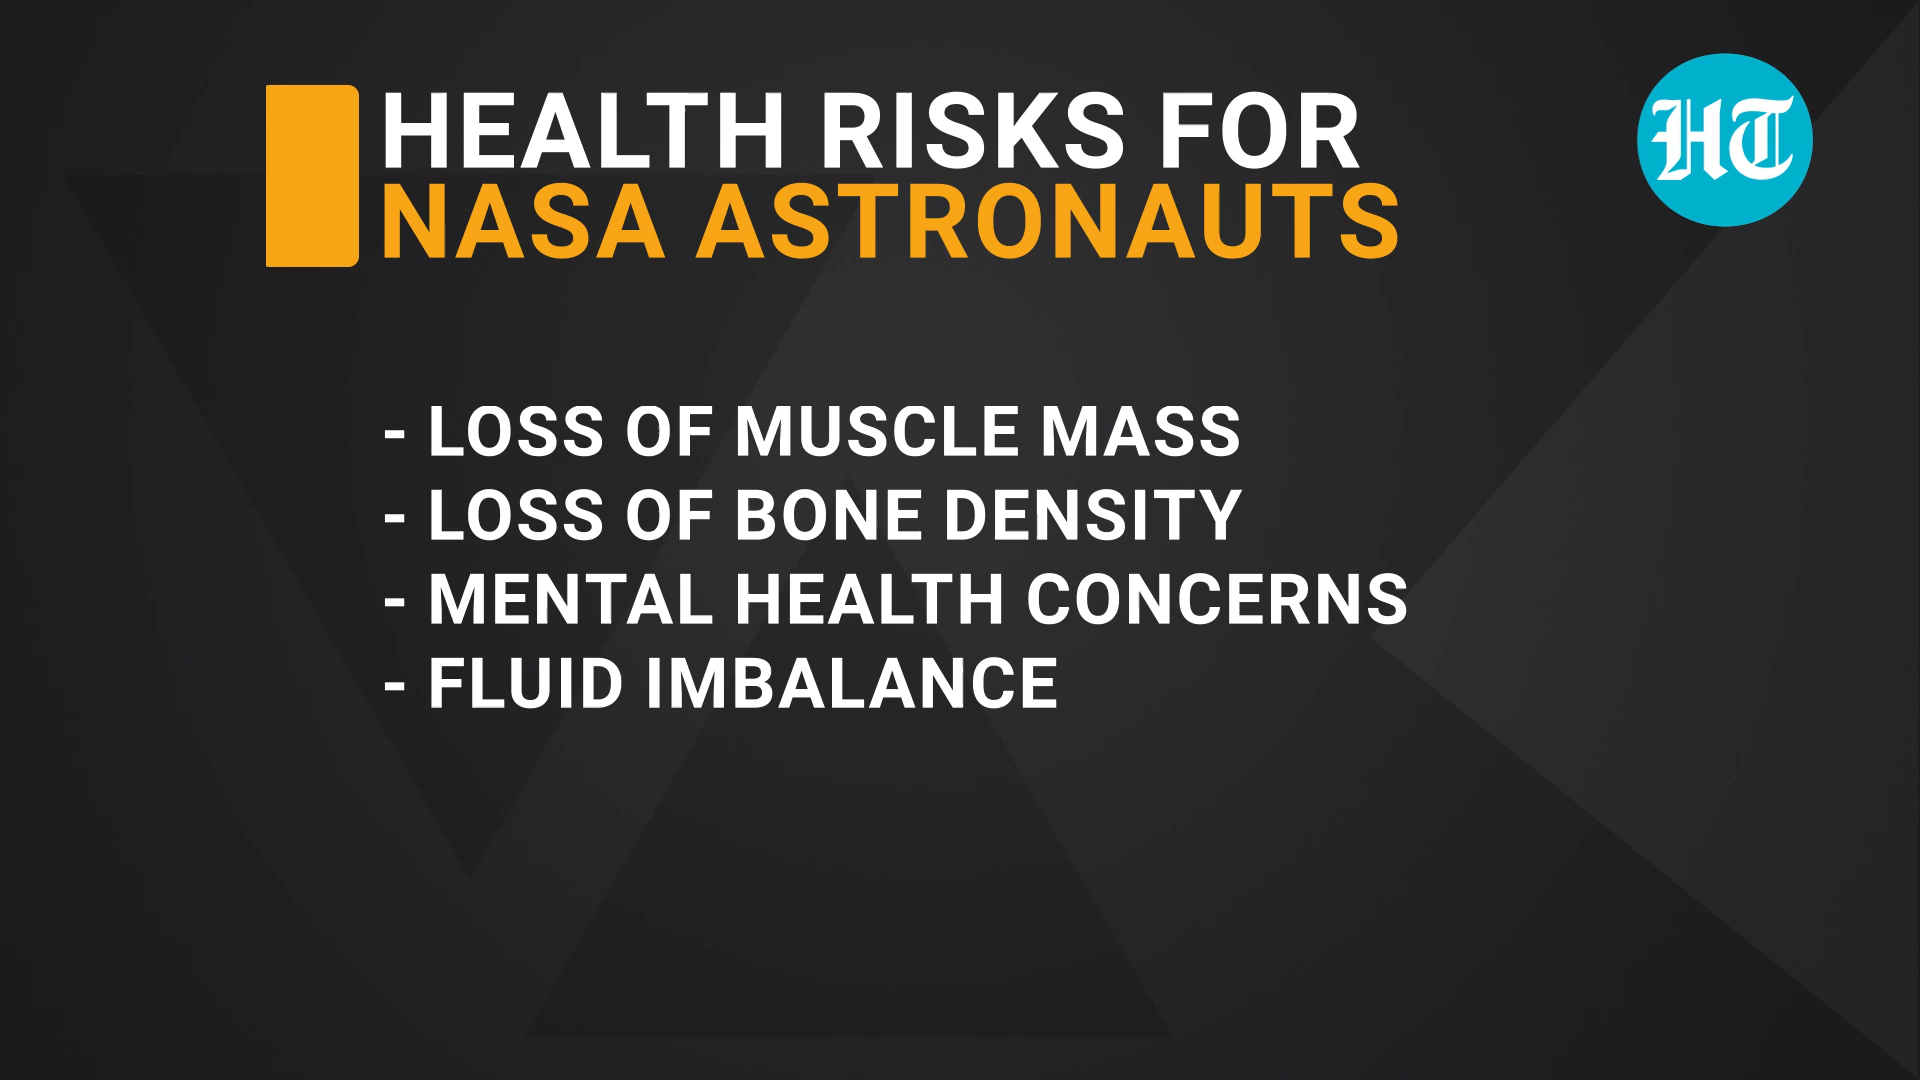 HEALTH RISKS FOR
NASA ASTRONAUTS
HT
- LOSS OF MUSCLE MASS
- LOSS OF BONE DENSITY
- MENTAL HEALTH CONCERNS
- FLUID IMBALANCE